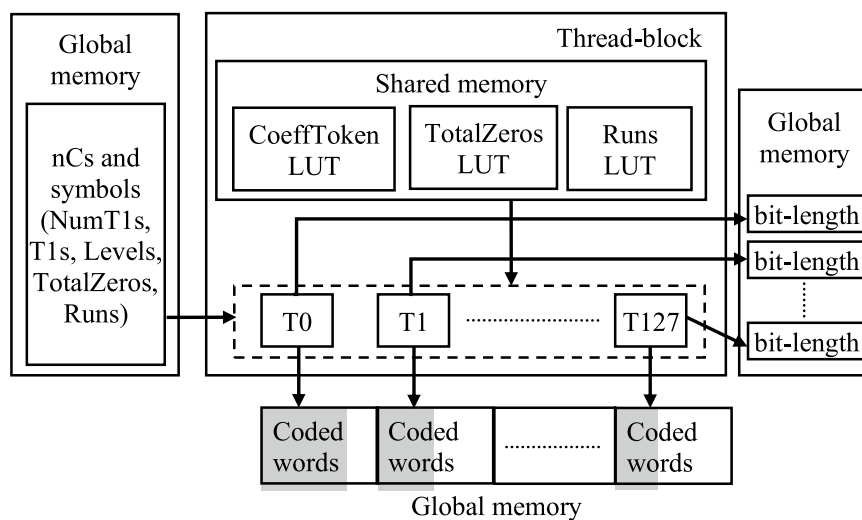 Global
memory
nCs and
symbols
(NumT1s,
T1s, Levels,
TotalZeros,
Runs)
Thread-block
Shared memory
CoeffToken
LUT
TotalZeros
LUT
Runs
LUT
T0
T1
T127
Global
memory
bit-length
bit-length
bit-length
Coded
words
Coded
words
Coded
words
Global memory